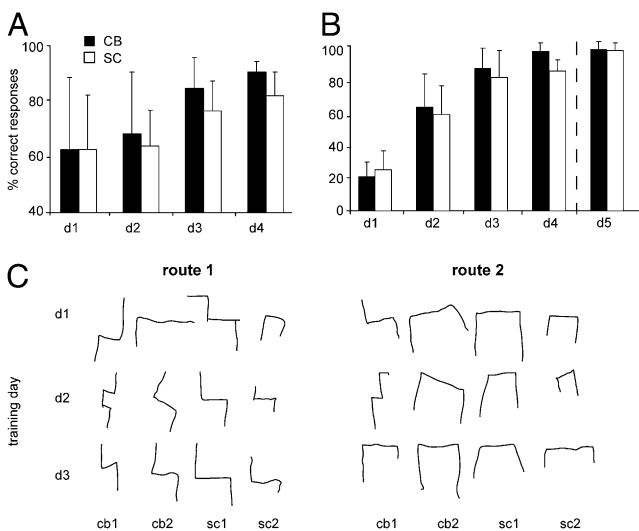 A
CB
SC
% correct responses
100
80
60
40
d1
d2
d3
d4
B
100
80
60
40
20
0
d1
d2
d3
d4
d5
C
route 1
route 2
training day
d1
d2
d3
cb1
cb2
sc1
sc2
cb1
cb2
sc1
sc2